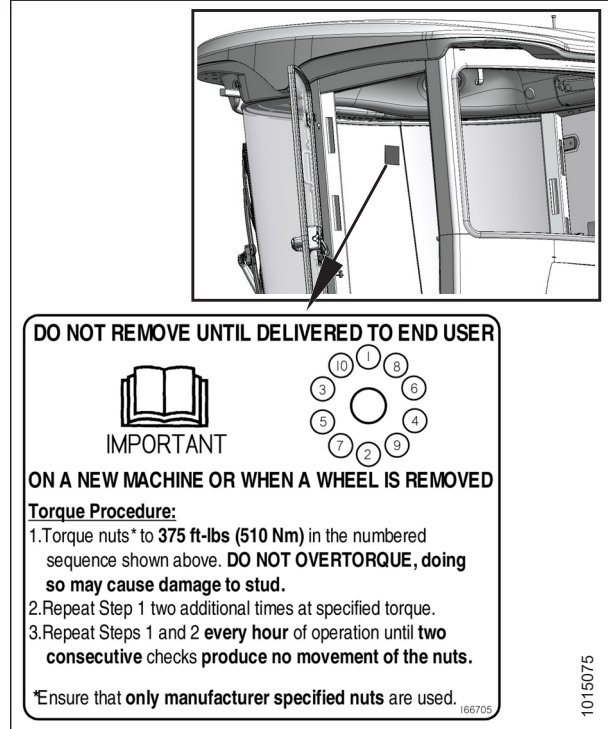 DO NOT REMOVE UNTIL DELIVERED TO END USER
1
10
8
3
6
5
4
7
9
2
IMPORTANT
ON A NEW MACHINE OR WHEN A WHEEL IS REMOVED
Torque Procedure:
1.Torque nuts* to 375 ft-lbs (510 Nm) in the numbered
sequence shown above. DO NOT OVERTORQUE, doing
so may cause damage to stud.
2.Repeat Step 1 two additional times at specified torque.
3.Repeat Steps 1 and 2 every hour of operation until two
consecutive checks produce no movement of the nuts.
*Ensure that only manufacturer specified nuts are used.
166705
1015075